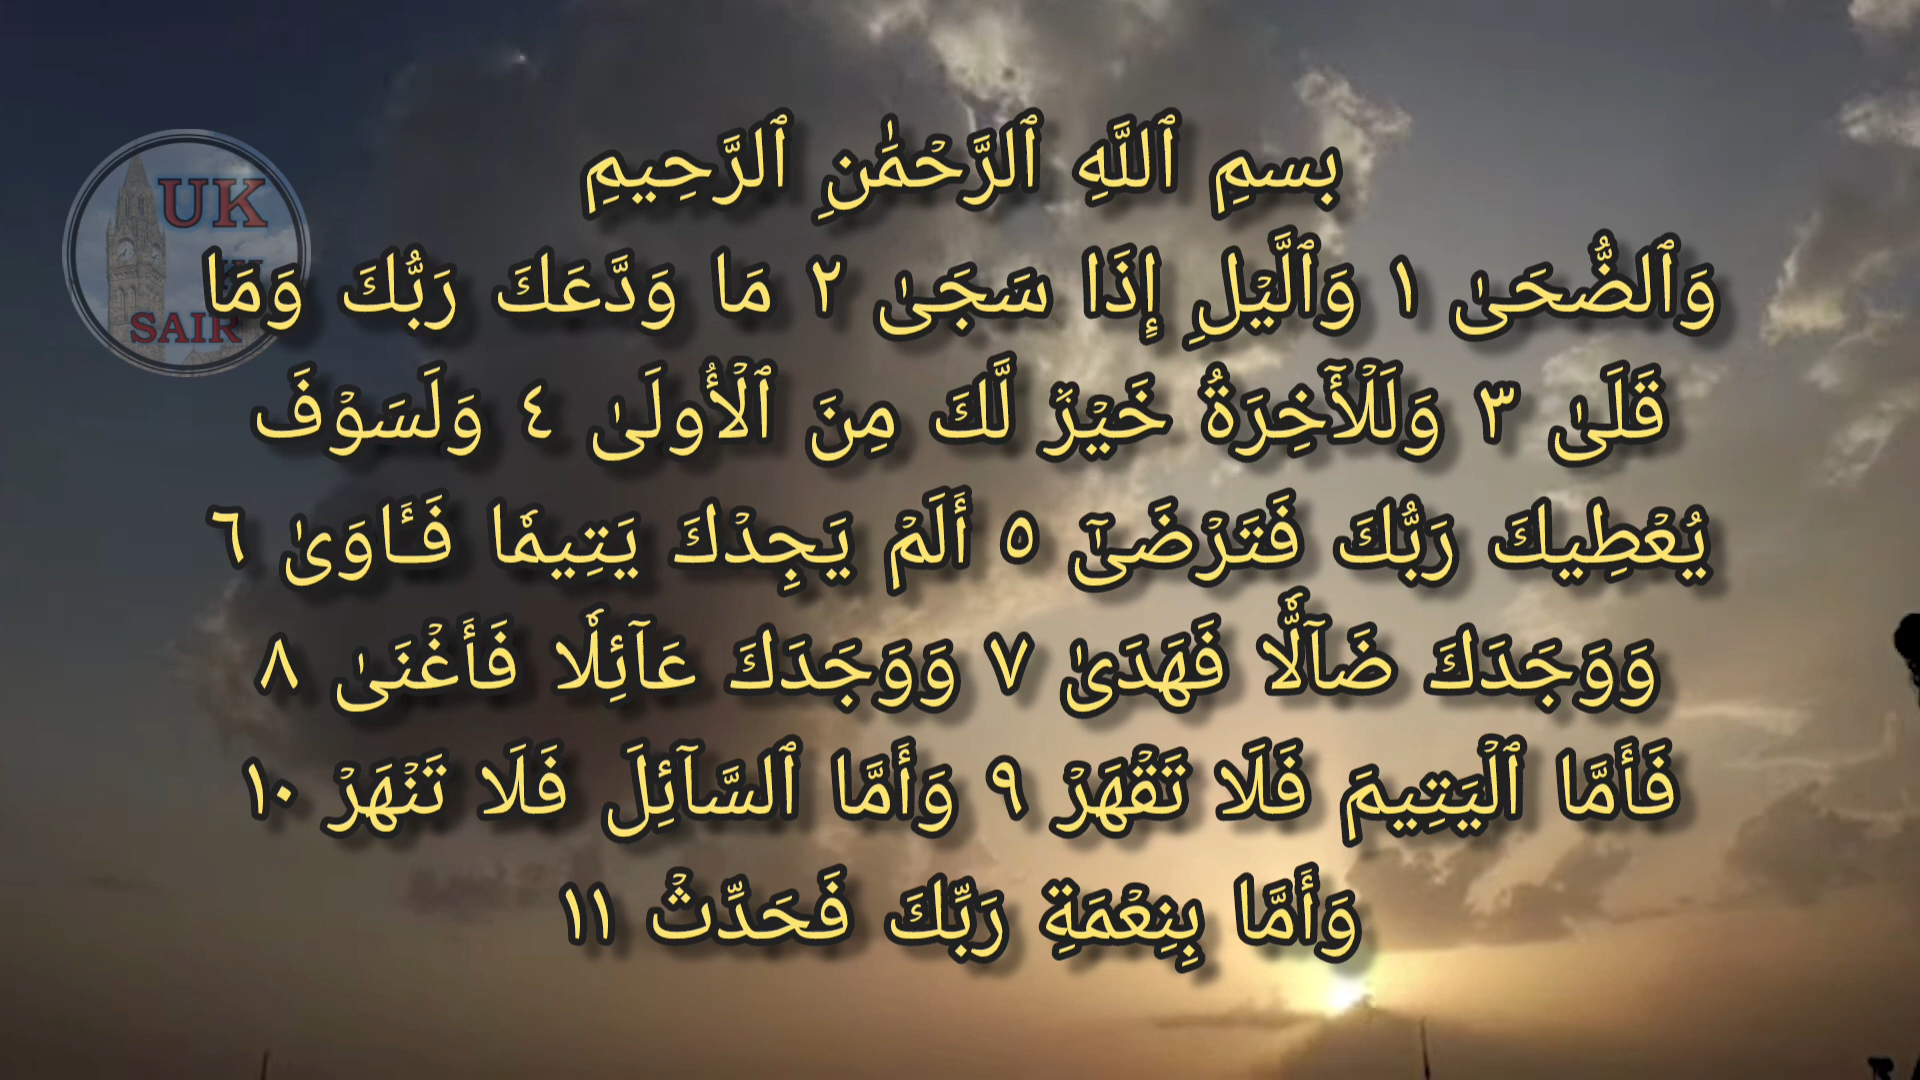 بِسمِ ٱللَّهِ ٱلرَّحْمَٰنِ ٱلرَّحِيمِ
وَٱلضُّحَىٰ ١ وَٱلَّيْلِ إِذَا سَجَىٰ ٢ مَا وَدَّعَكَ رَبُّكَ وَمَا
قَلَىٰ ٣ وَلَلْأٓخِرَةُ خَيْرٌ لَّكَ مِنَ ٱلْأُولَىٰ ٤ وَلَسَوْفَ
يُعْطِيكَ رَبُّكَ فَتَرْضَىٰٓ ٥ أَلَمْ يَجِدْكَ يَتِيمًا فَـَٔاوَىٰ ٦
وَوَجَدَكَ ضَآلًّا فَهَدَىٰ ٧ وَوَجَدَكَ عَآئِلًا فَأَغْنَىٰ ٨
فَأَمَّا ٱلْيَتِيمَ فَلَا تَقْهَرْ ٩ وَأَمَّا ٱلسَّآئِلَ فَلَا تَنْهَرْ ١٠
وَأَمَّا بِنِعْمَةِ رَبِّكَ فَحَدِّثْ ١١
UK
SAIR